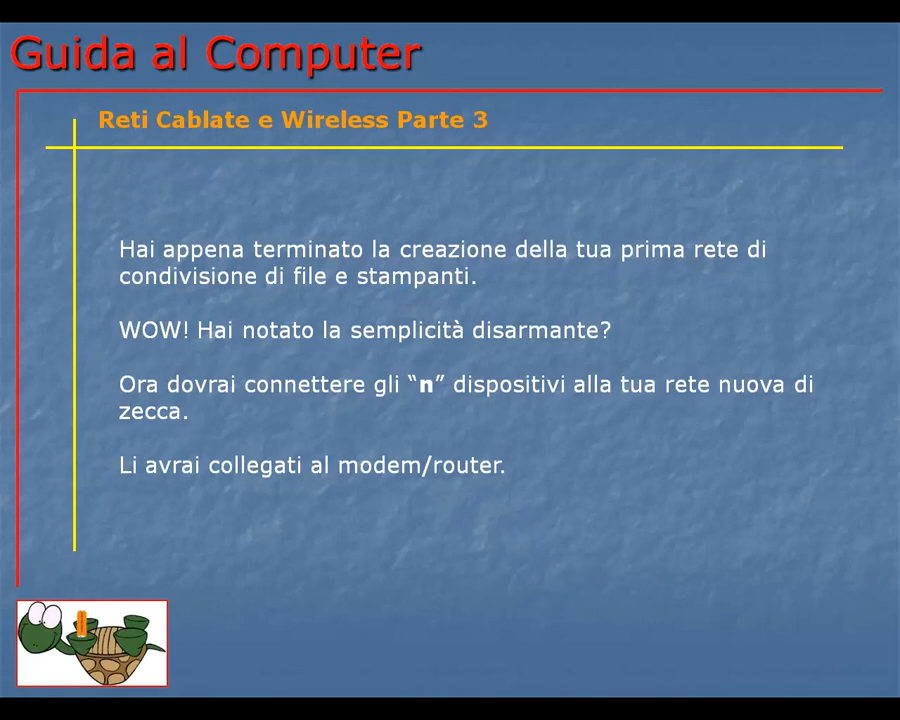 Guida al Computer
Reti Cablate e Wireless Parte 3
Hai appena terminato la creazione della tua prima rete di
condivisione di file e stampanti.
WOW! Hai notato la semplicità disarmante?
Ora dovrai connettere gli “n” dispositivi alla tua rete nuova di
zecca.
Li avrai collegati al modem/router.